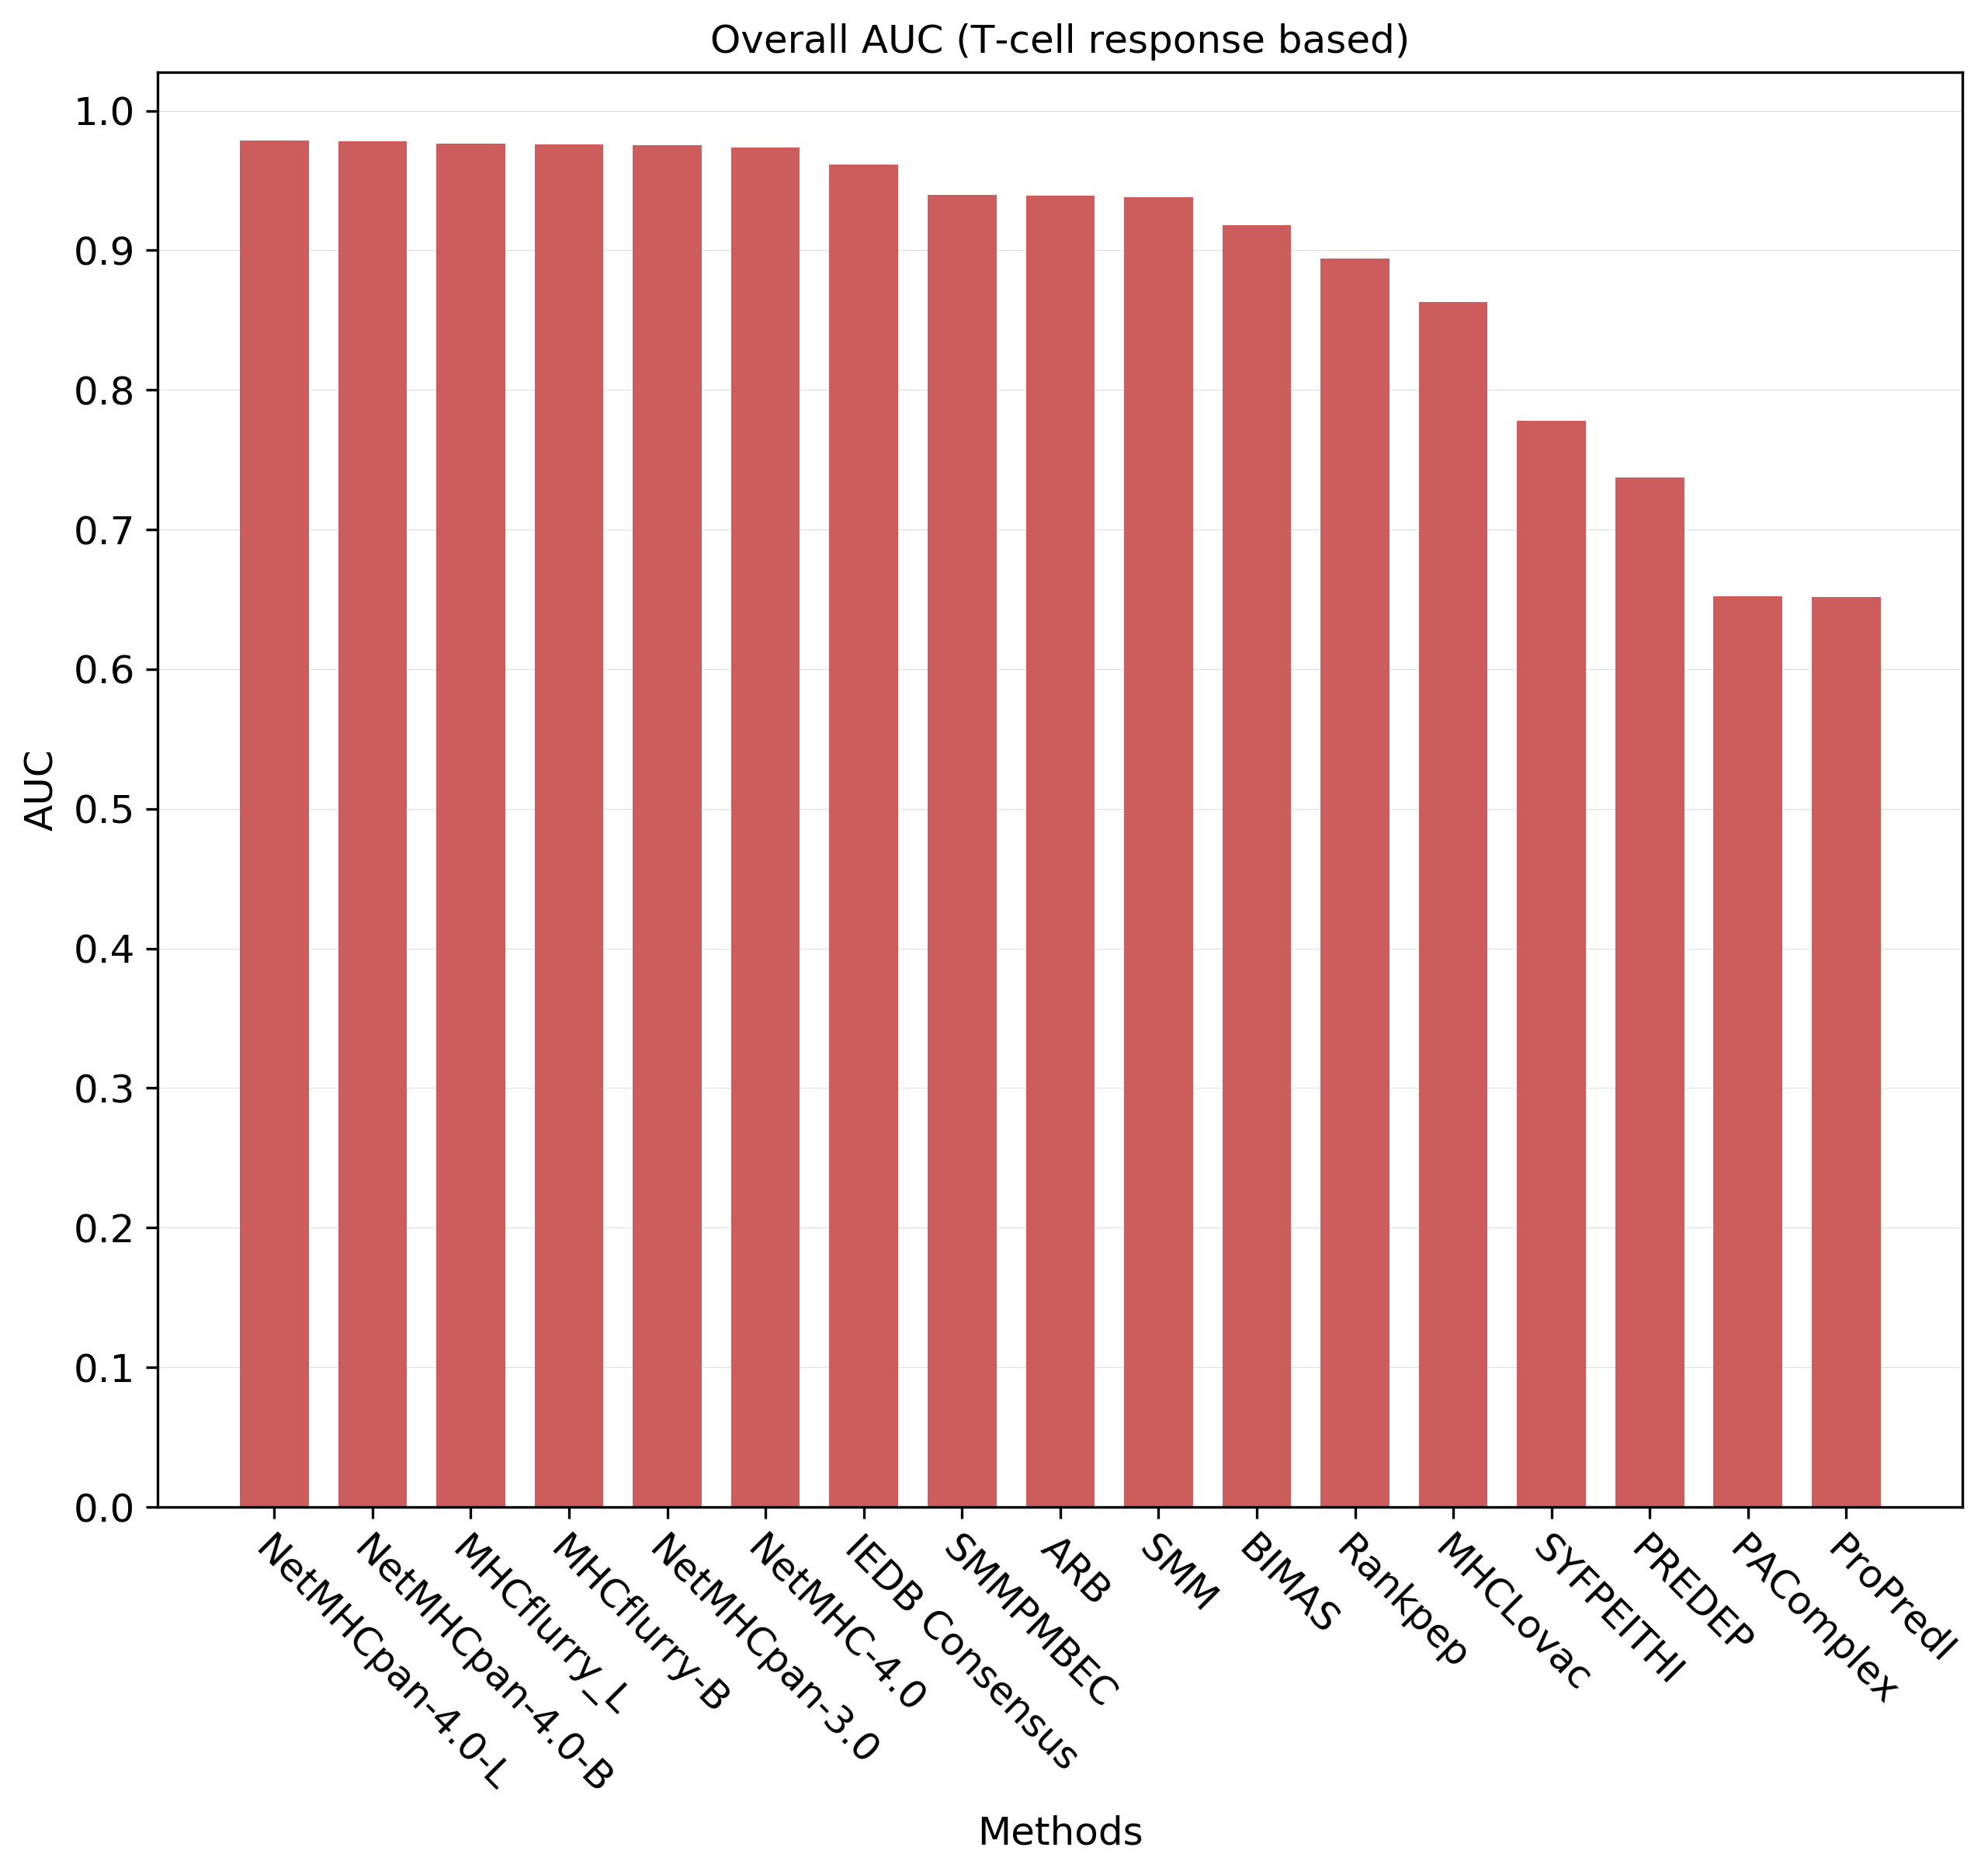 Overall AUC (T-cell response based)
1.0
0.9
0.8
0.7
0.6
0.5
0.4
0.3
0.2
0.1
0.0
AUC
NetMHCpan-4.0-L
NetMHCpan-4.0-B
MHCflurry_L
MHCflurry-B
NetMHCpan-3.0
NetMHC-4.0
IEDB Consensus
SMMPMBEC
ARB
SMM
BIMAS
Rankpep
MHCLovac
SYFPEITHI
PREDEP
PAComplex
ProPredI
Methods